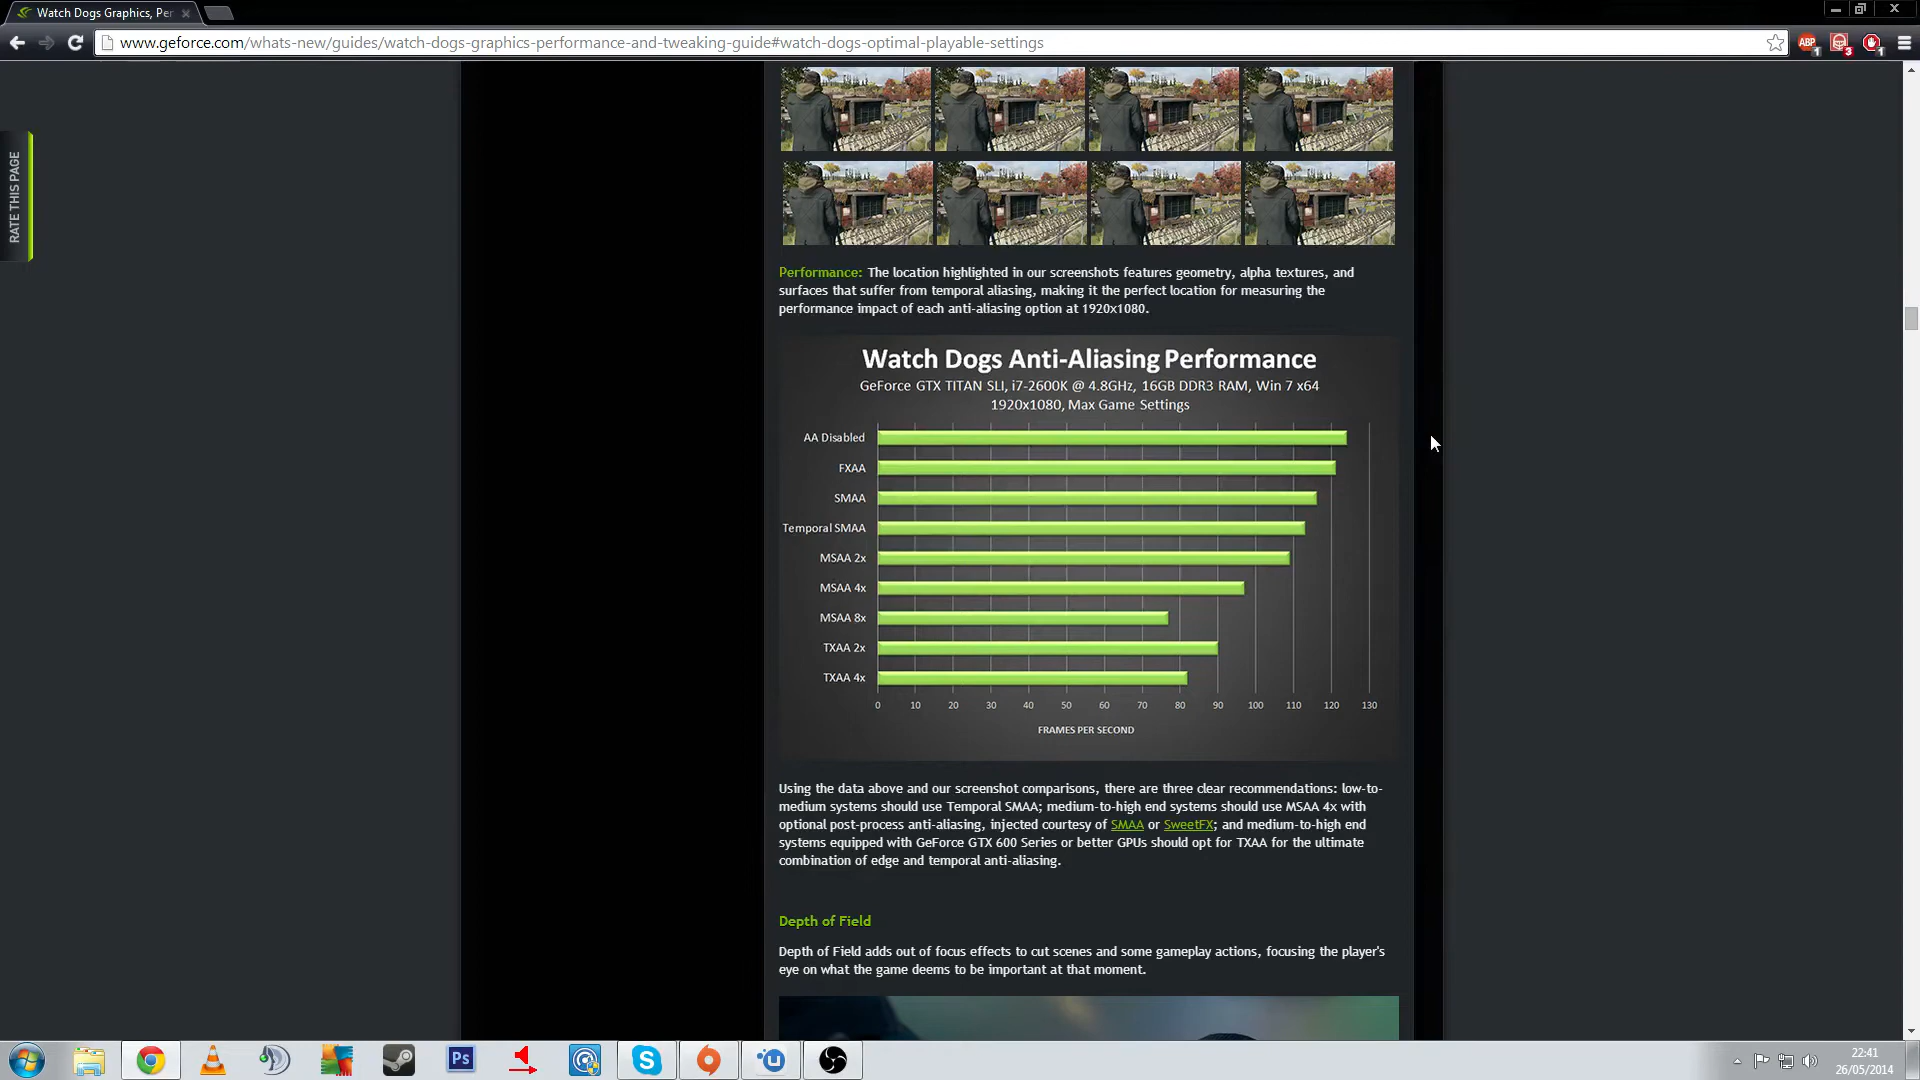 Watch Dogs Graphics, Per
www.geforce.com/whats-new/guides/watch-dogs-graphics-performance-and-tweaking-guide#watch-dogs-optimal-playable-settings
ABP
1
3
1
RATE THIS PAGE
Performance: The location highlighted in our screenshots features geometry, alpha textures, and
surfaces that suffer from temporal aliasing, making it the perfect location for measuring the
performance impact of each anti-aliasing option at 1920x1080.
Watch Dogs Anti-Aliasing Performance
GeForce GTX TITAN SLI, i7-2600K @ 4.8GHz, 16GB DDR3 RAM, Win 7 x64
1920x1080, Max Game Settings
AA Disabled
FXAA
SMAA
Temporal SMAA
MSAA 2x
MSAA 4x
MSAA 8x
TXAA 2x
TXAA 4x
0 10 20 30 40 50 60 70 80 90 100 110 120 130
FRAMES PER SECOND
Using the data above and our screenshot comparisons, there are three clear recommendations: low-to-
medium systems should use Temporal SMAA; medium-to-high end systems should use MSAA 4x with
optional post-process anti-aliasing, injected courtesy of SMAA or SweetFX; and medium-to-high end
systems equipped with GeForce GTX 600 Series or better GPUs should opt for TXAA for the ultimate
combination of edge and temporal anti-aliasing.
Depth of Field
Depth of Field adds out of focus effects to cut scenes and some gameplay actions, focusing the player's
eye on what the game deems to be important at that moment.
Ps
22:41
26/05/2014